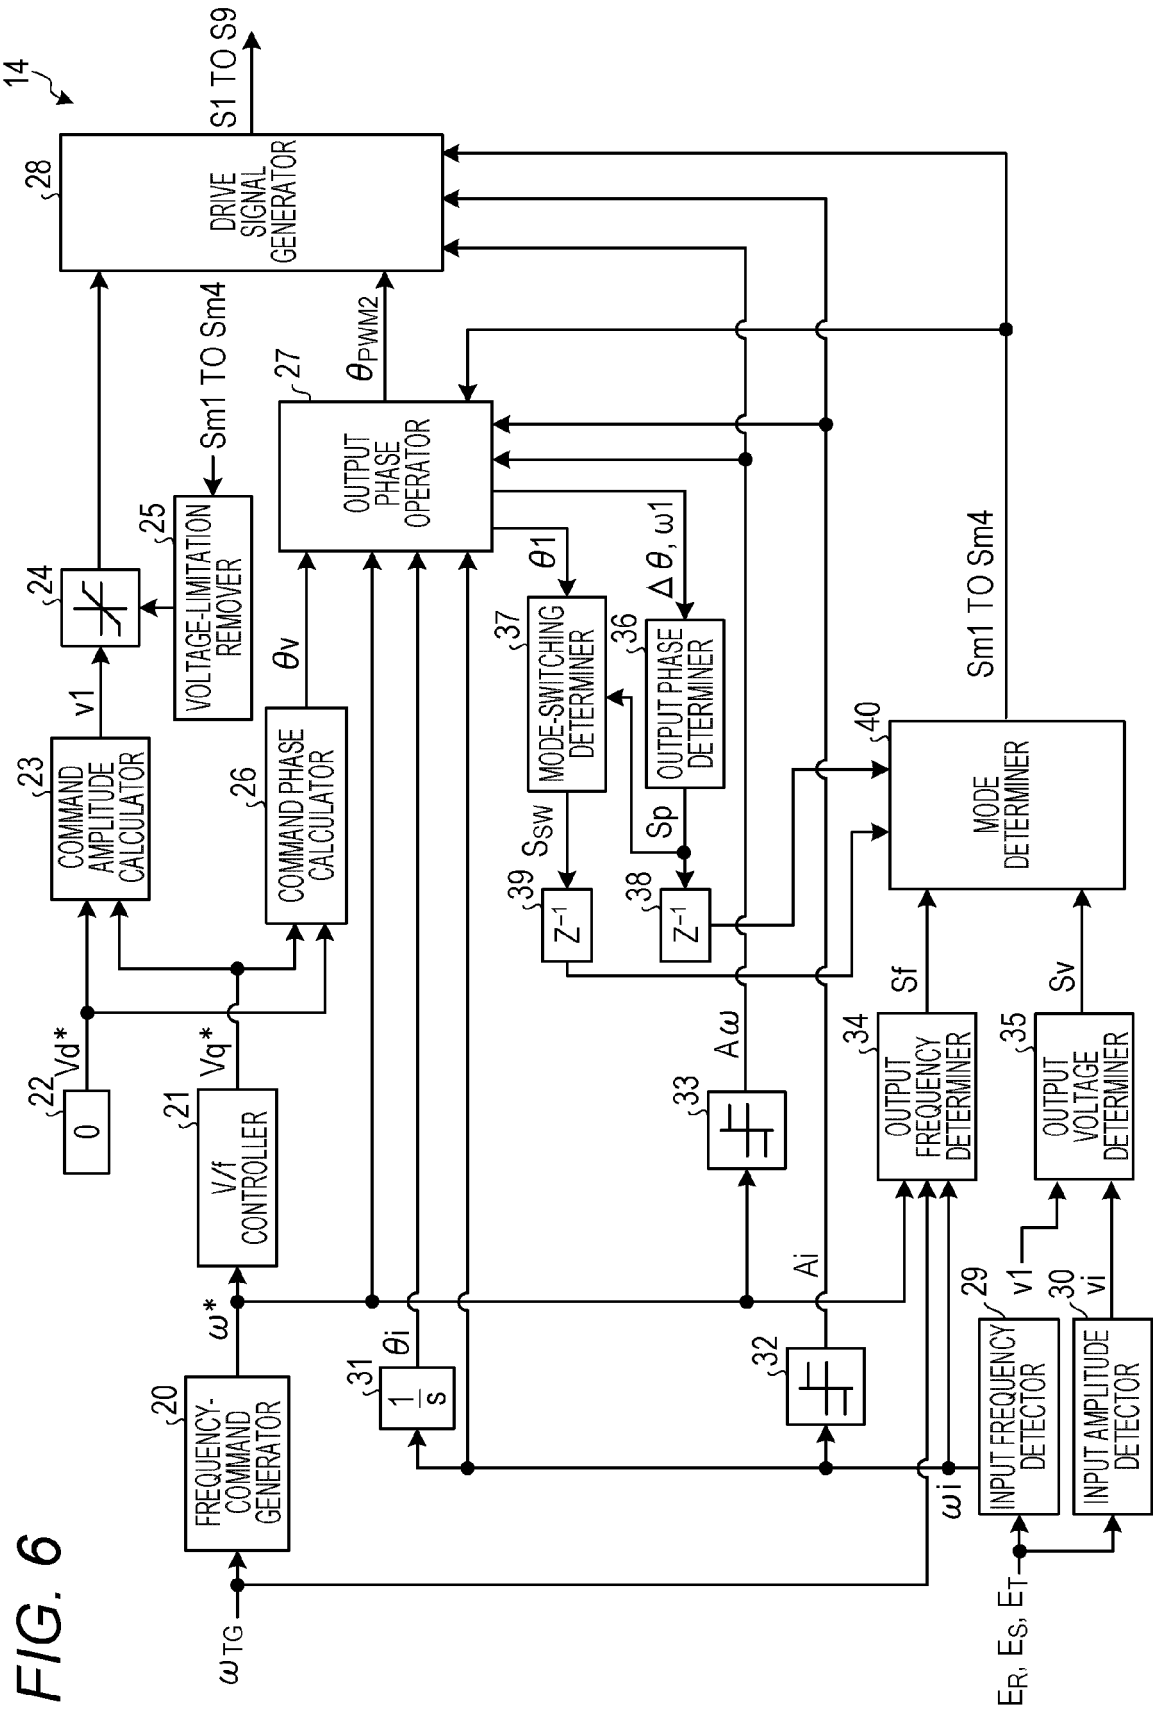 FIG. 6
14
ωTG
20
FREQUENCY-
COMMAND
GENERATOR
ω*
22
0
Vd*
21
V/f
CONTROLLER
Vq*
23
COMMAND
AMPLITUDE
CALCULATOR
v1
24
25
VOLTAGE-LIMITATION
REMOVER
Sm1 TO Sm4
26
COMMAND PHASE
CALCULATOR
θv
27
OUTPUT
PHASE
OPERATOR
θPWM2
28
DRIVE
SIGNAL
GENERATOR
S1 TO S9
31
1
s
θi
θ1
Δθ, ω1
37
MODE-SWITCHING
DETERMINER
SSW
39
Z⁻¹
36
OUTPUT PHASE
DETERMINER
Sp
38
Z⁻¹
33
Aω
32
Ai
34
OUTPUT
FREQUENCY
DETERMINER
Sf
35
OUTPUT
VOLTAGE
DETERMINER
Sv
40
MODE
DETERMINER
Sm1 TO Sm4
ER, ES, ET
29
INPUT FREQUENCY
DETECTOR
ωi
v1
30
INPUT AMPLITUDE
DETECTOR
vi